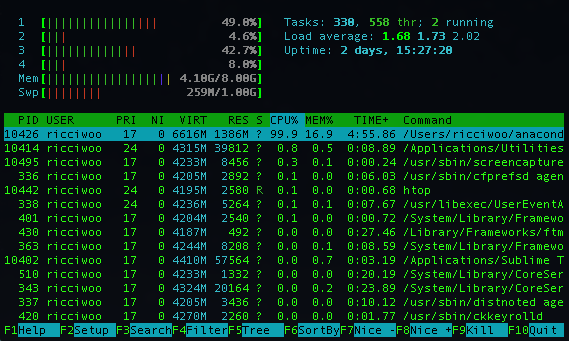 1 [||||||||||||||||||| 49.0%] Tasks: 330, 558 thr; 2 running
2 [||| 4.6%] Load average: 1.68 1.73 2.02
3 [|||||||||||||||| 42.7%] Uptime: 2 days, 15:27:20
4 [||| 8.0%]
Mem[|||||||||||||||||||||| 4.10G/8.00G]
Swp[||||||||| 259M/1.00G]
PID USER PRI NI VIRT RES S CPU% MEM% TIME+ Command
10426 ricciwoo 17 0 6616M 1386M ? 99.9 16.9 4:55.86 /Users/ricciwoo/anacond
10414 ricciwoo 24 0 4315M 39812 ? 0.8 0.5 0:08.89 /Applications/Utilities
10495 ricciwoo 17 0 4233M 8456 ? 0.3 0.1 0:00.24 /usr/sbin/screencapture
336 ricciwoo 17 0 4205M 2892 ? 0.1 0.0 0:06.03 /usr/sbin/cfprefsd agen
10442 ricciwoo 24 0 4195M 2580 R 0.1 0.0 0:00.68 htop
338 ricciwoo 24 0 4236M 5264 ? 0.1 0.1 0:07.67 /usr/libexec/UserEventA
401 ricciwoo 17 0 4204M 2540 ? 0.1 0.0 0:00.72 /System/Library/Framewo
430 ricciwoo 17 0 4187M 492 ? 0.0 0.0 0:27.46 /Library/Frameworks/ftm
363 ricciwoo 17 0 4244M 8208 ? 0.0 0.1 0:08.59 /System/Library/Framewo
10402 ricciwoo 17 0 4410M 57564 ? 0.0 0.7 0:03.21 /Applications/Sublime T
510 ricciwoo 17 0 4233M 1332 ? 0.0 0.0 0:20.19 /System/Library/CoreSer
343 ricciwoo 17 0 4324M 20164 ? 0.0 0.2 0:23.89 /System/Library/CoreSer
337 ricciwoo 17 0 4205M 3436 ? 0.0 0.0 0:10.12 /usr/sbin/distnoted age
420 ricciwoo 17 0 4270M 2260 ? 0.0 0.0 0:01.77 /usr/sbin/ckkeyrolld
F1Help F2Setup F3SearchF4FilterF5Tree F6SortByF7Nice -F8Nice +F9Kill F10Quit